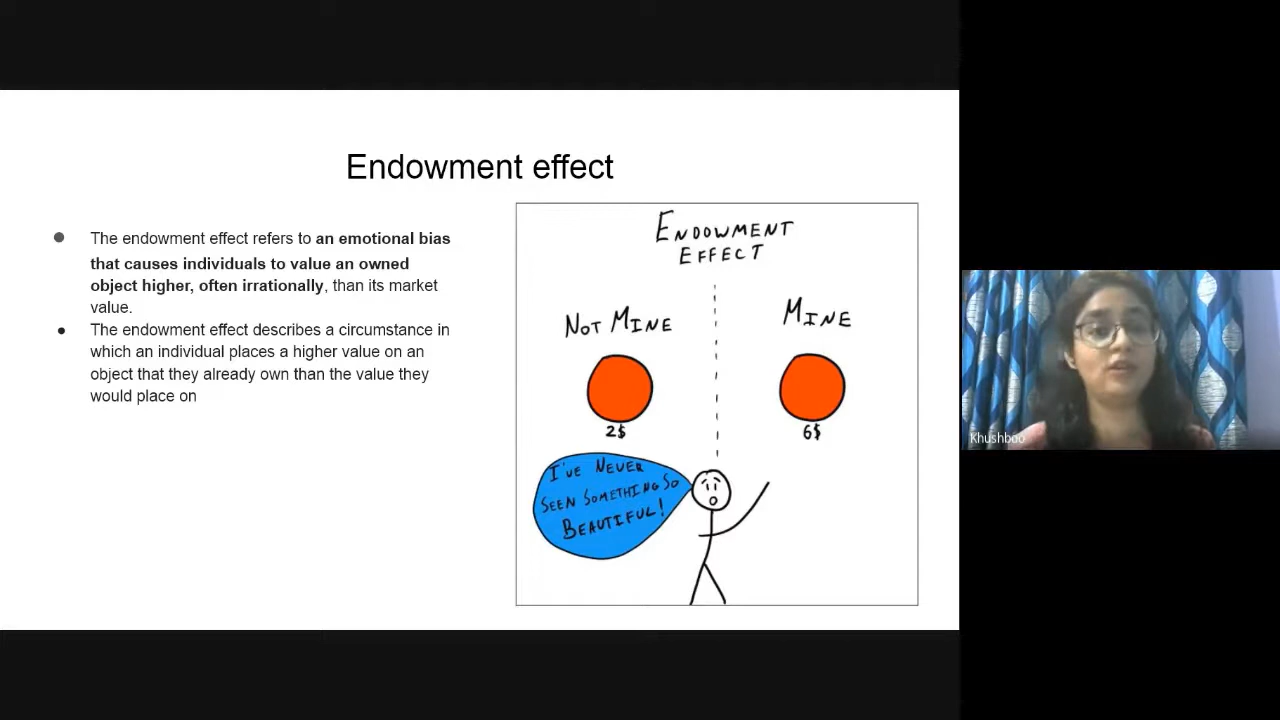 Endowment effect
The endowment effect refers to an emotional bias
that causes individuals to value an owned
object higher, often irrationally, than its market
value.
The endowment effect describes a circumstance in
which an individual places a higher value on an
object that they already own than the value they
would place on
ENDOWMENT
EFFECT
NOT MINE
MINE
2$
6$
I'VE NEVER
SEEN SOMETHING SO
BEAUTIFUL!
Khushboo